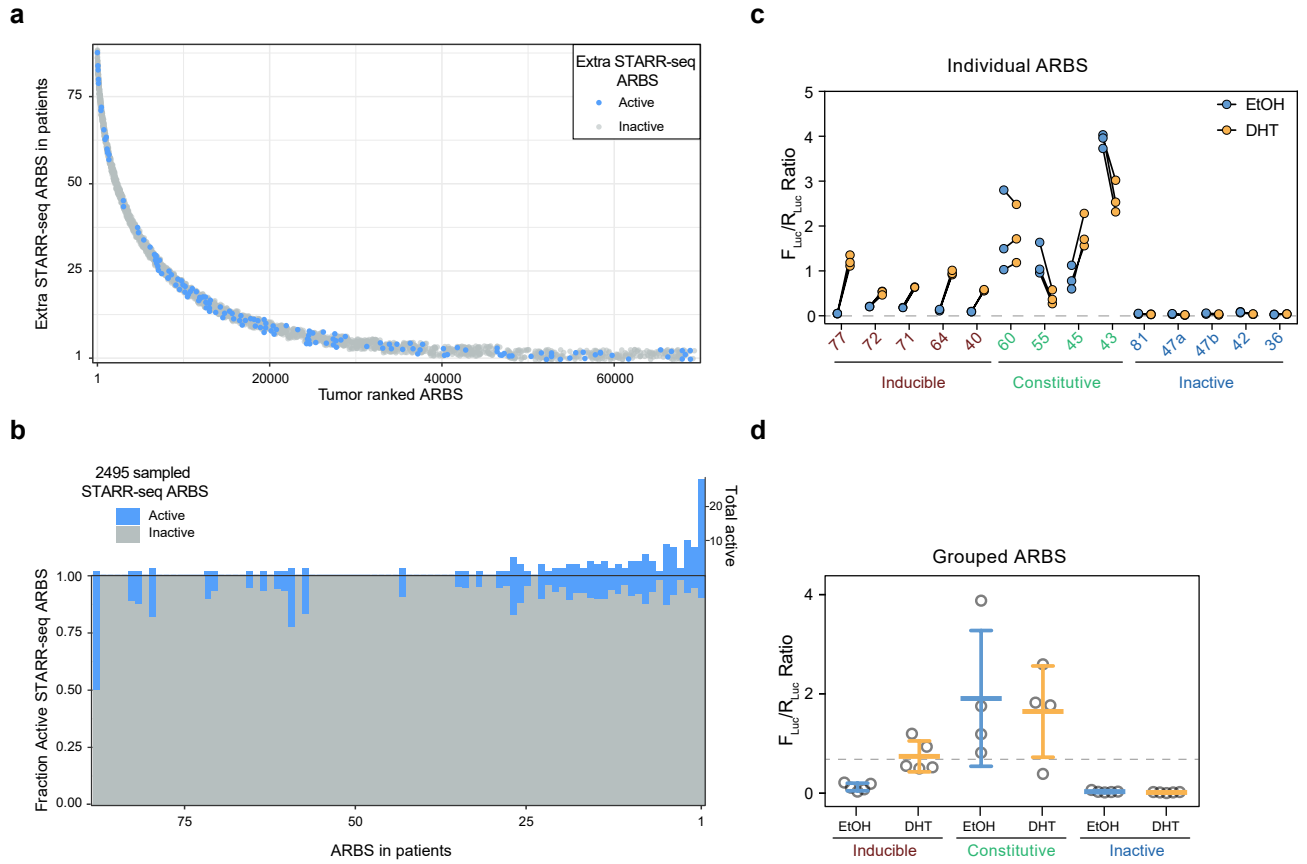 a
Extra STARR-seq ARBS in patients
75
50
25
1
1
20000
40000
60000
Tumor ranked ARBS
Extra STARR-seq
ARBS
Active
Inactive
b
2495 sampled
STARR-seq ARBS
Active
Inactive
Fraction Active STARR-seq ARBS
1.00
0.75
0.50
0.25
0.00
Total active
20
10
75
50
25
1
ARBS in patients
c
Individual ARBS
F Luc/R Luc Ratio
5
4
3
2
1
0
EtOH
DHT
77
72
71
64
40
60
55
45
43
81
47a
47b
42
36
Inducible
Constitutive
Inactive
d
Grouped ARBS
F Luc/R Luc Ratio
4
2
0
EtOH
DHT
EtOH
DHT
EtOH
DHT
Inducible
Constitutive
Inactive